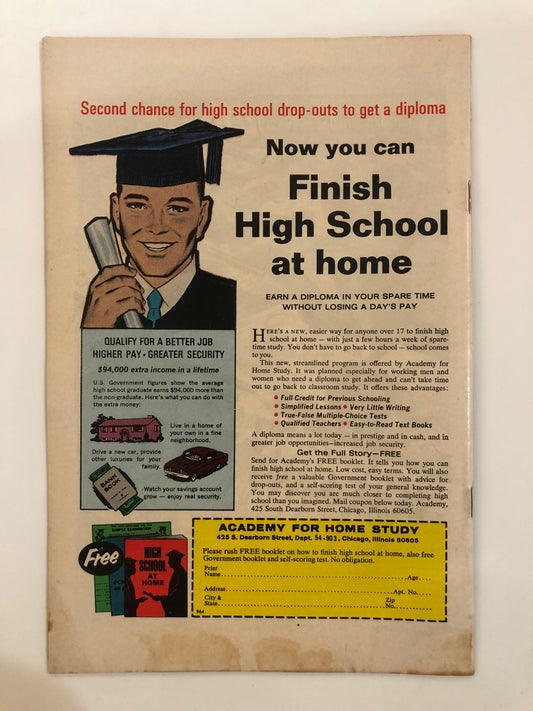 Second chance for high school drop-outs to get a diploma
Now you can
Finish
High School
at home
EARN A DIPLOMA IN YOUR SPARE TIME
WITHOUT LOSING A DAY'S PAY
QUALIFY FOR A BETTER JOB
HIGHER PAY • GREATER SECURITY
$94,000 extra income in a lifetime
U.S. Government figures show the average
high school graduate earns $94,000 more than
the non-graduate. Here's what you can do with
the extra money:
Live in a home of
your own in a fine
neighborhood.
Drive a new car, provide
other luxuries for your
family.
BANK
BOOK
Watch your savings account
grow — enjoy real security.
HERE'S A NEW, easier way for anyone over 17 to finish high
school at home — with just a few hours a week of spare-
time study. You don't have to go back to school — school comes
to you.
This new, streamlined program is offered by Academy for
Home Study. It was planned especially for working men and
women who need a diploma to get ahead and can't take time
out to go back to classroom study. It offers these advantages:
• Full Credit for Previous Schooling
• Simplified Lessons • Very Little Writing
• True-False Multiple-Choice Tests
• Qualified Teachers • Easy-to-Read Text Books
A diploma means a lot today — in prestige and in cash, and in
greater job opportunities—increased job security.
Get the Full Story—FREE
Send for Academy's FREE booklet. It tells you how you can
finish high school at home. Low cost, easy terms. You will also
receive free a valuable Government booklet with advice for
drop-outs, and a self-scoring test of your general knowledge.
You may discover you are much closer to completing high
school than you imagined. Mail coupon below today. Academy,
425 South Dearborn Street, Chicago, Illinois 60605.
Free
SAMPLE EXAMINATION
HIGH
SCHOOL
AT
HOME
ACADEMY FOR HOME STUDY
425 S. Dearborn Street, Dept. 54-903, Chicago, Illinois 60605
Please rush FREE booklet on how to finish high school at home, also free
Government booklet and self-scoring test. No obligation.
Print
Name Age
Address Apt. No.
City & Zip
State No.
964